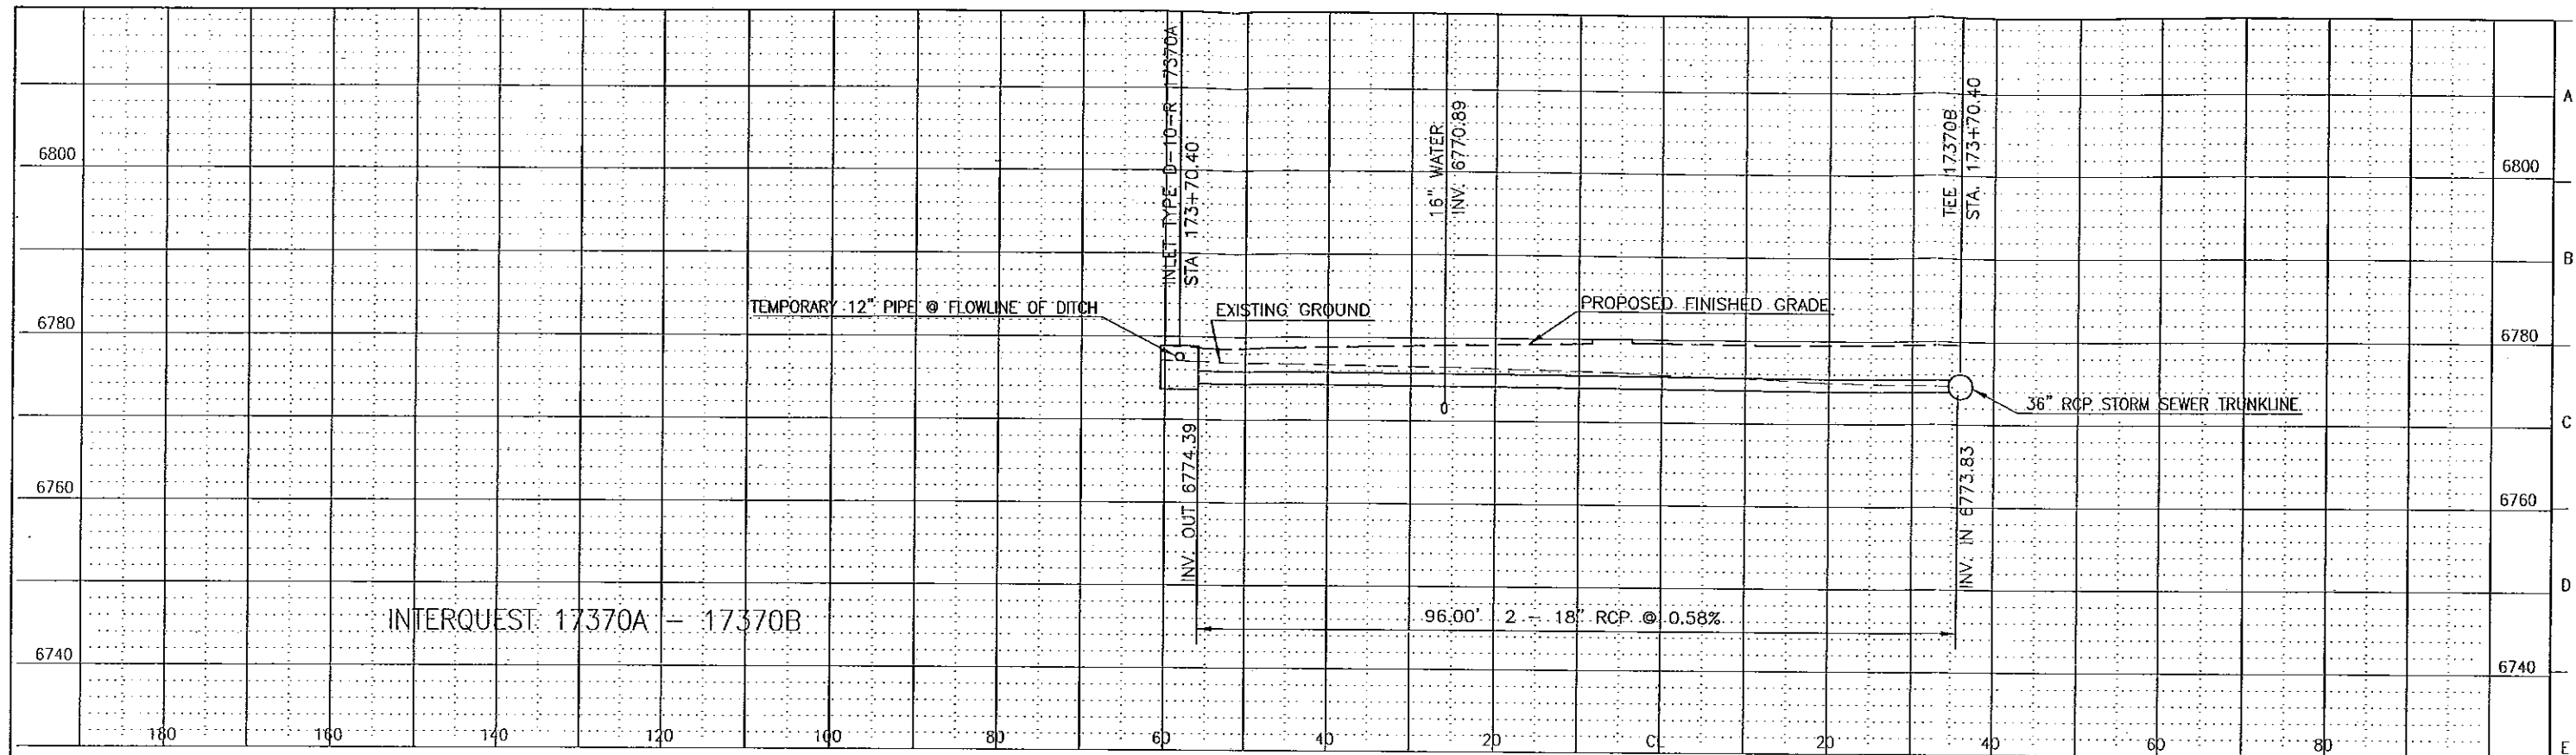 INLET TYPE D-10-R 17370A
STA. 173+70.40
16" WATER
INV. 6770.89
TEE 17370B
STA. 173+70.40
A
6800
6800
B
TEMPORARY 12" PIPE @ FLOWLINE OF DITCH
EXISTING GROUND
PROPOSED FINISHED GRADE
6780
6780
36" RCP STORM SEWER TRUNKLINE
C
INV. OUT 6774.39
INV. IN 6773.83
6760
6760
D
INTERQUEST 17370A - 17370B
96.00' 2 - 18" RCP @ 0.58%
6740
6740
180 160 140 120 100 80 60 40 20 CL 20 40 60 80
E